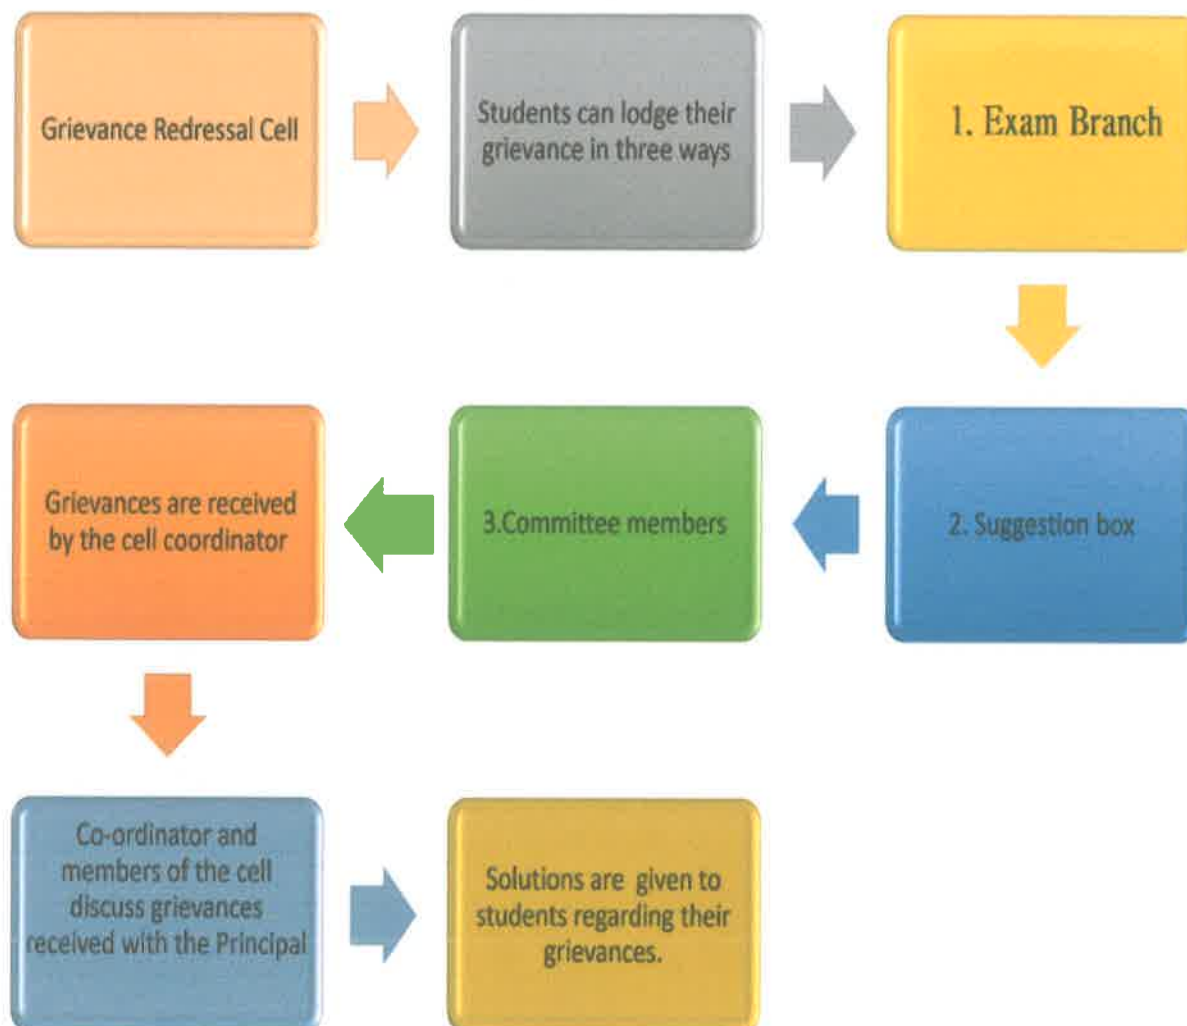 Grievance Redressal Cell
Students can lodge their
grievance in three ways
1. Exam Branch
2. Suggestion box
3.Committee members
Grievances are received
by the cell coordinator
Co-ordinator and
members of the cell
discuss grievances
received with the Principal
Solutions are given to
students regarding their
grievances.